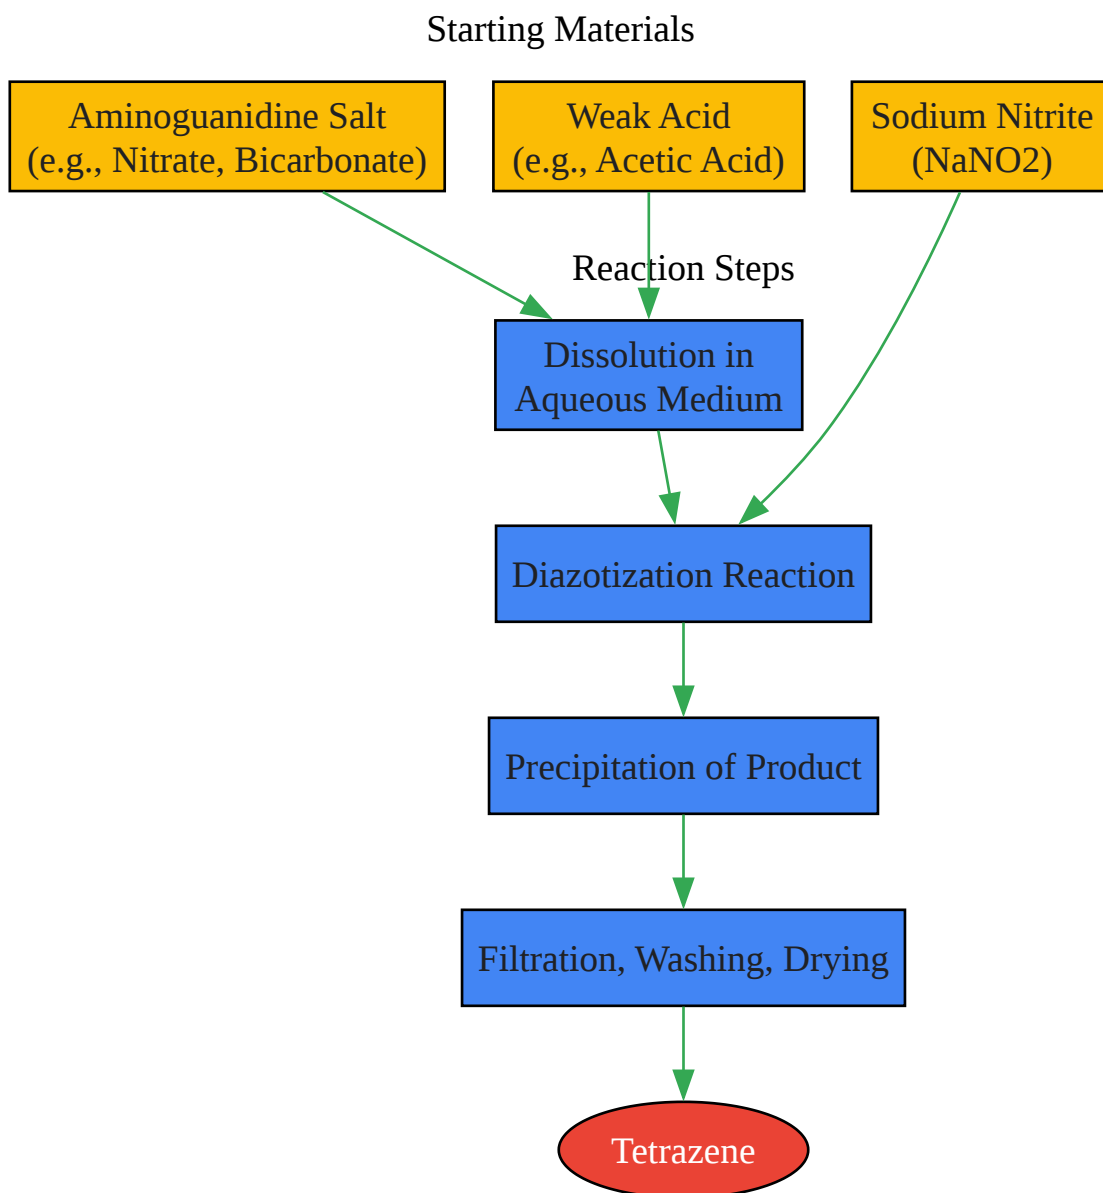 Starting Materials
Aminoguanidine Salt
(e.g., Nitrate, Bicarbonate)
Weak Acid
(e.g., Acetic Acid)
Sodium Nitrite
(NaNO2)
Reaction Steps
Dissolution in
Aqueous Medium
Diazotization Reaction
Precipitation of Product
Filtration, Washing, Drying
Tetrazene